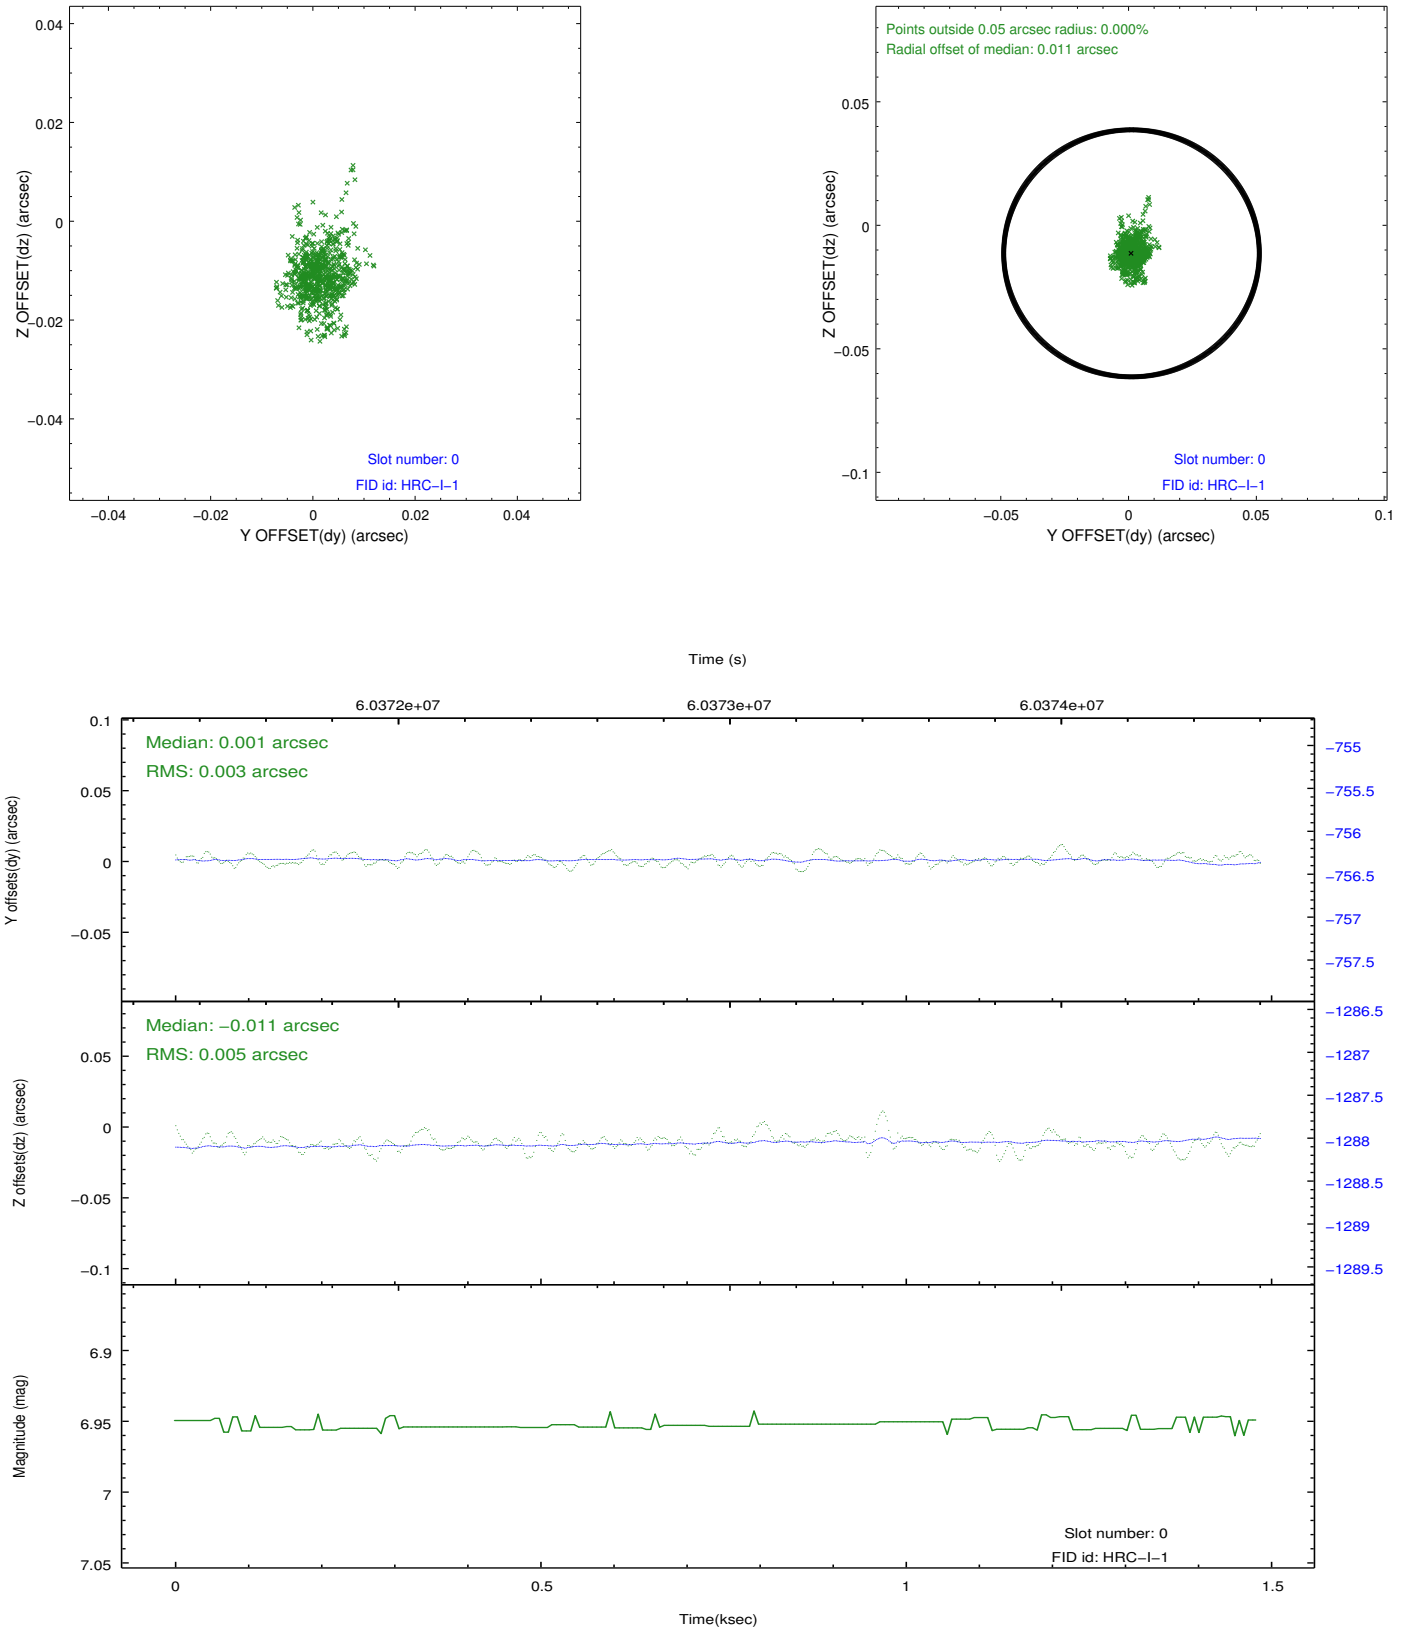 0.04
0.02
0
−0.02
−0.04
Z OFFSET(dz) (arcsec)
Slot number: 0
FID id: HRC−I−1
−0.04
−0.02
0
0.02
0.04
Y OFFSET(dy) (arcsec)
Points outside 0.05 arcsec radius: 0.000%
Radial offset of median: 0.011 arcsec
0.05
0
−0.05
−0.1
Z OFFSET(dz) (arcsec)
Slot number: 0
FID id: HRC−I−1
−0.05
0
0.05
0.1
Y OFFSET(dy) (arcsec)
Time (s)
6.0372e+07
6.0373e+07
6.0374e+07
Median: 0.001 arcsec
RMS: 0.003 arcsec
0.1
0.05
0
−0.05
Y offsets(dy) (arcsec)
−755
−755.5
−756
−756.5
−757
−757.5
Median: −0.011 arcsec
RMS: 0.005 arcsec
0.05
0
−0.05
−0.1
Z offsets(dz) (arcsec)
−1286.5
−1287
−1287.5
−1288
−1288.5
−1289
−1289.5
6.9
6.95
7
7.05
Magnitude (mag)
Slot number: 0
FID id: HRC−I−1
0
0.5
1
1.5
Time(ksec)